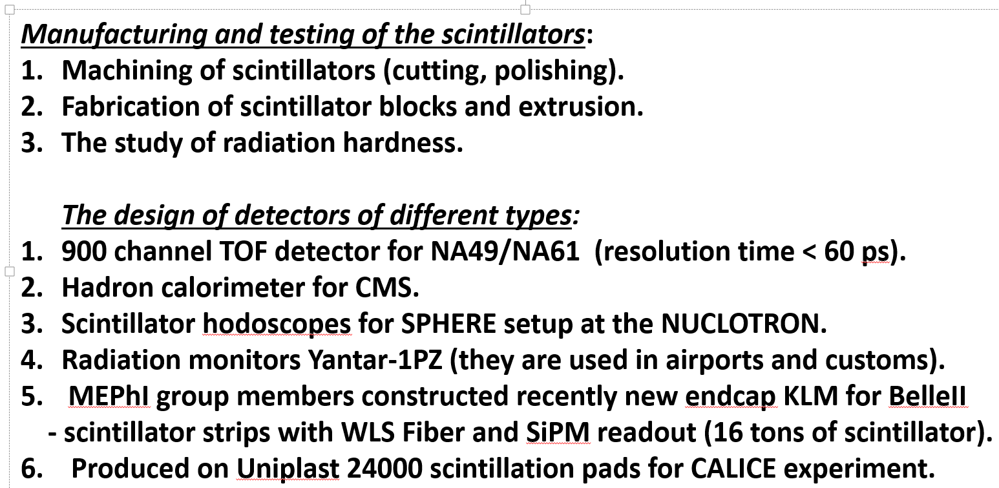 Manufacturing and testing of the scintillators:
1. Machining of scintillators (cutting, polishing).
2. Fabrication of scintillator blocks and extrusion.
3. The study of radiation hardness.
The design of detectors of different types:
1. 900 channel TOF detector for NA49/NA61 (resolution time < 60 ps).
2. Hadron calorimeter for CMS.
3. Scintillator hodoscopes for SPHERE setup at the NUCLOTRON.
4. Radiation monitors Yantar-1PZ (they are used in airports and customs).
5. MEPhI group members constructed recently new endcap KLM for BelleII
- scintillator strips with WLS Fiber and SiPM readout (16 tons of scintillator).
6. Produced on Uniplast 24000 scintillation pads for CALICE experiment.